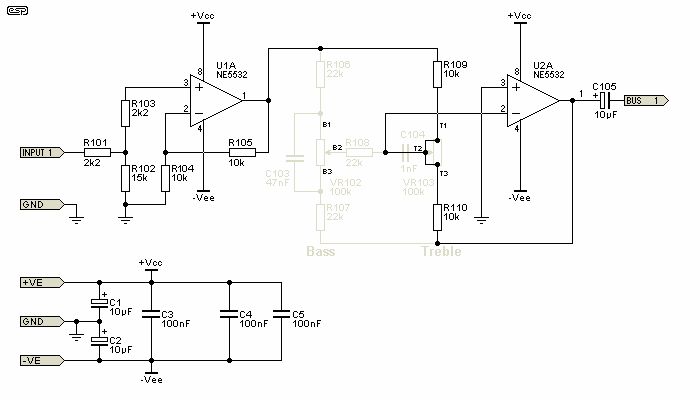 esp
+Vcc
+Vcc
U1A
NE5532
8
3
2
1
4
-Vee
R103
2k2
R101
2k2
INPUT 1
R102
15k
R104
10k
R105
10k
GND
R106
22k
B1
B2
B3
R108
22k
C103
47nF
VR102
100k
R107
22k
Bass
C104
1nF
R109
10k
T1
T2
T3
VR103
100k
R110
10k
Treble
U2A
NE5532
8
3
2
1
4
-Vee
C105
+
10µF
BUS 1
+VE
GND
-VE
+Vcc
+
C1
10µF
+
C2
10µF
C3
100nF
C4
100nF
C5
100nF
-Vee